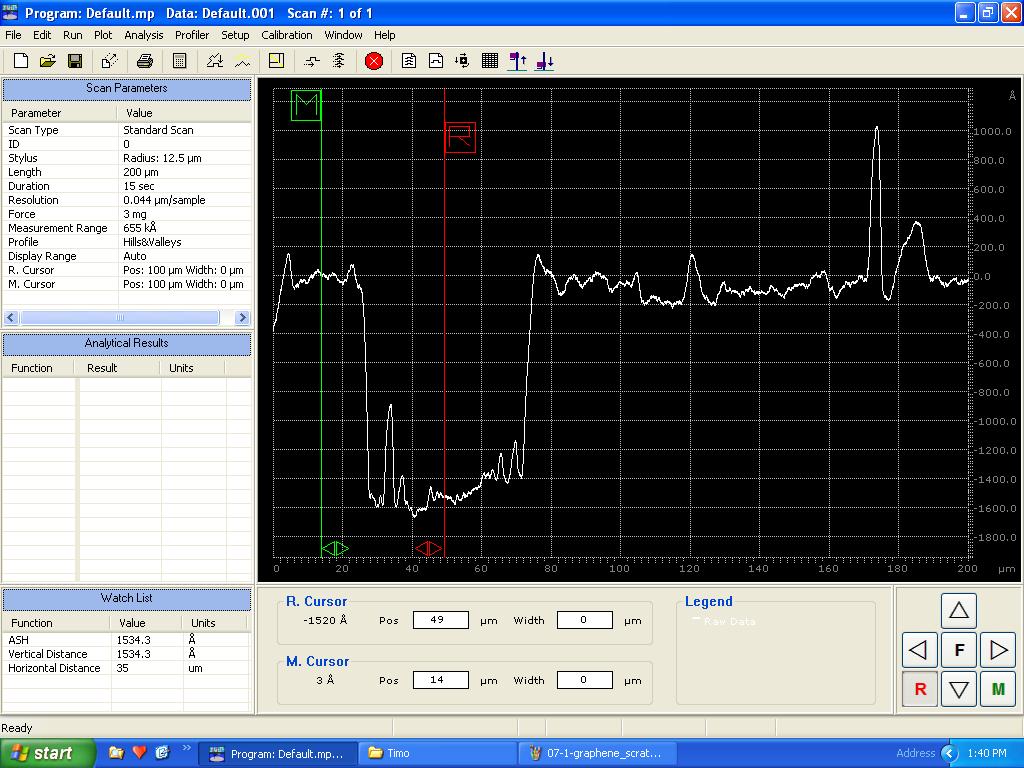 Program: Default.mp   Data: Default.001   Scan #: 1 of 1
File Edit Run Plot Analysis Profiler Setup Calibration Window Help
Scan Parameters
Parameter Value
Scan Type Standard Scan
ID 0
Stylus Radius: 12.5 µm
Length 200 µm
Duration 15 sec
Resolution 0.044 µm/sample
Force 3 mg
Measurement Range 655 kÅ
Profile Hills&Valleys
Display Range Auto
R. Cursor Pos: 100 µm Width: 0 µm
M. Cursor Pos: 100 µm Width: 0 µm
Analytical Results
Function Result Units
Watch List
Function Value Units
ASH 1534.3 Å
Vertical Distance 1534.3 Å
Horizontal Distance 35 um
M
R
Å
1000.0
800.0
600.0
400.0
200.0
0.0
-200.0
-400.0
-600.0
-800.0
-1000.0
-1200.0
-1400.0
-1600.0
-1800.0
0 20 40 60 80 100 120 140 160 180 200 µm
R. Cursor
-1520 Å Pos 49 µm Width 0 µm
M. Cursor
3 Å Pos 14 µm Width 0 µm
Legend
Raw Data
F
R
M
Ready
start
Program: Default.mp...
Timo
07-1-graphene_scrat...
Address
1:40 PM